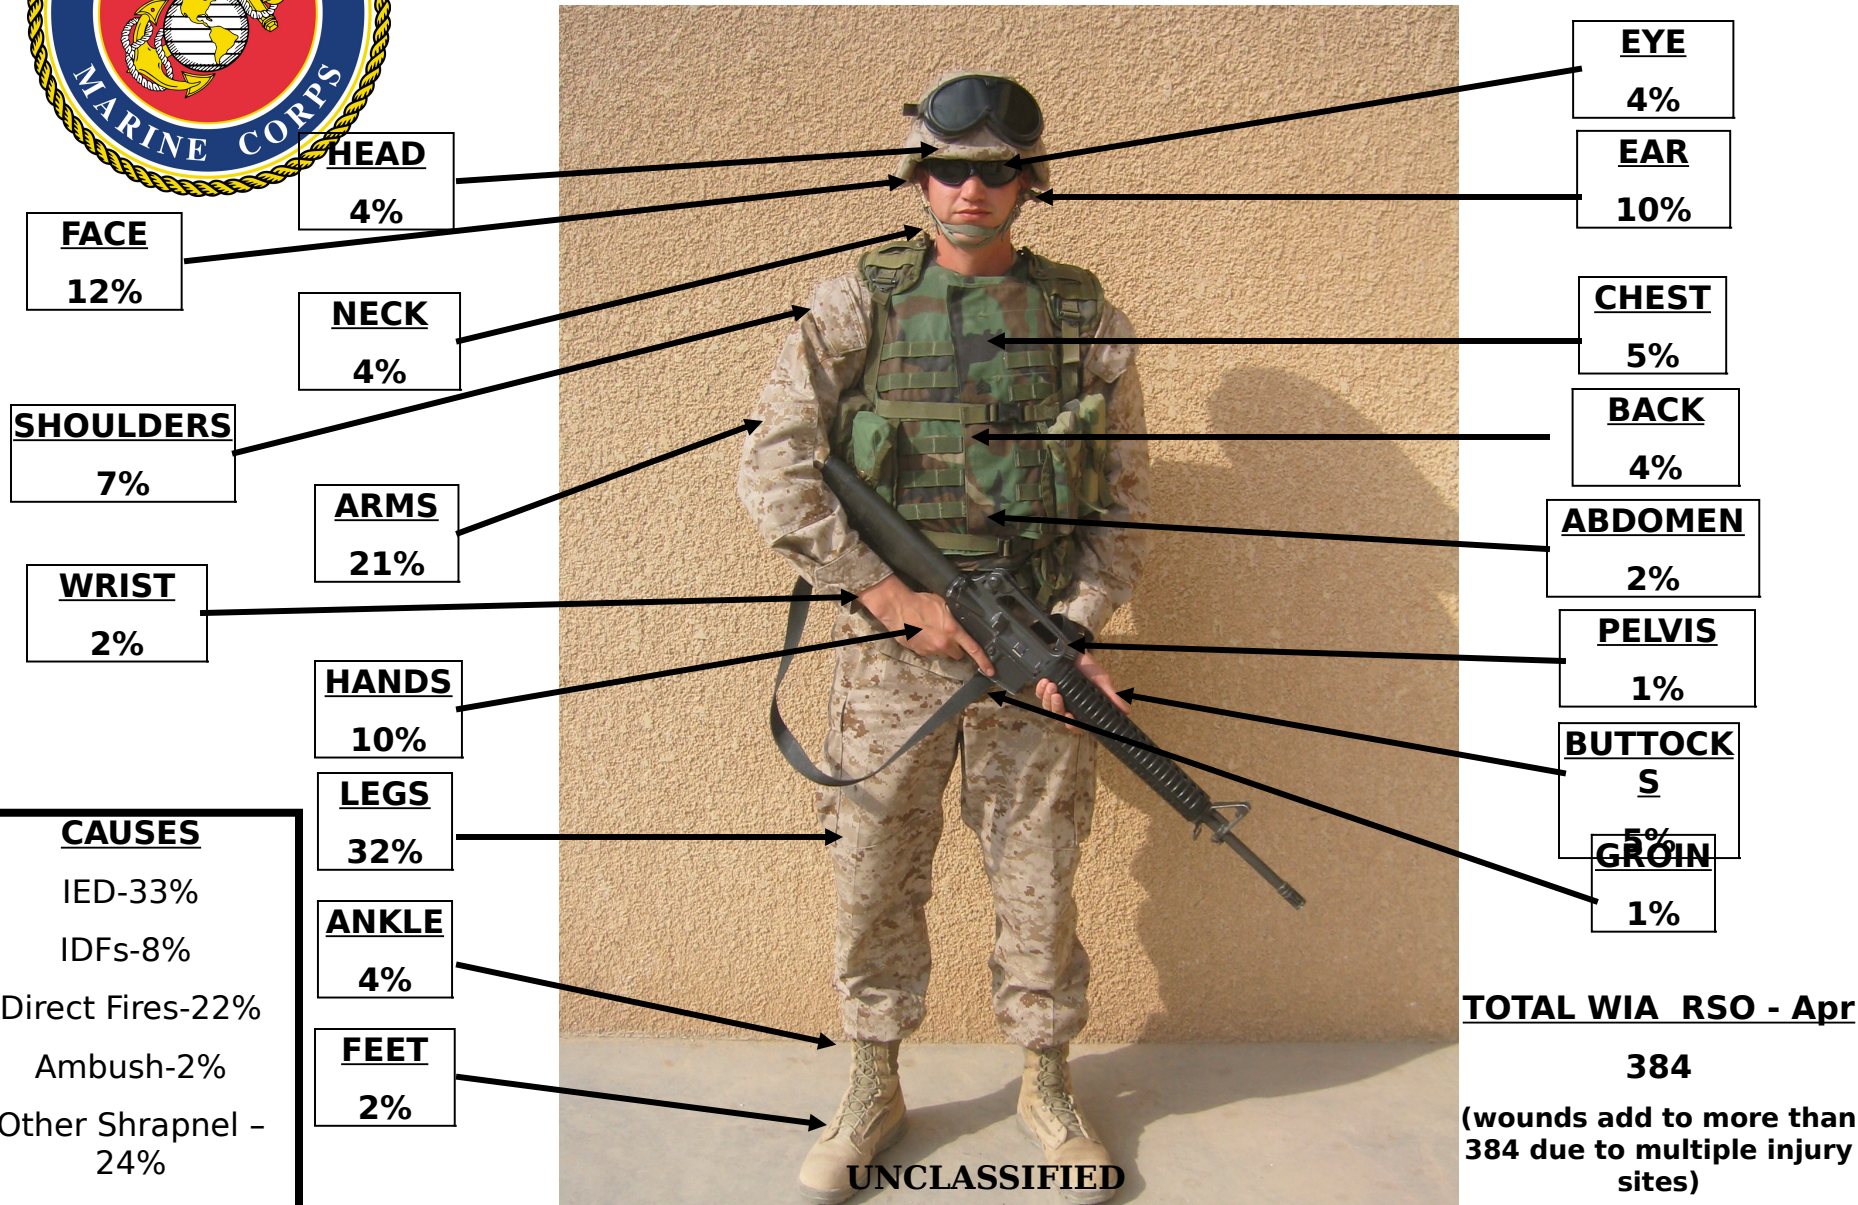 MARINE CORPS
HEAD
4%
FACE
12%
NECK
4%
SHOULDERS
7%
ARMS
21%
WRIST
2%
HANDS
10%
LEGS
32%
ANKLE
4%
FEET
2%
CAUSES
IED-33%
IDFs-8%
Direct Fires-22%
Ambush-2%
Other Shrapnel –
24%
EYE
4%
EAR
10%
CHEST
5%
BACK
4%
ABDOMEN
2%
PELVIS
1%
BUTTOCK
S
5%
GROIN
1%
TOTAL WIA  RSO - Apr
384
(wounds add to more than
384 due to multiple injury
sites)
UNCLASSIFIED